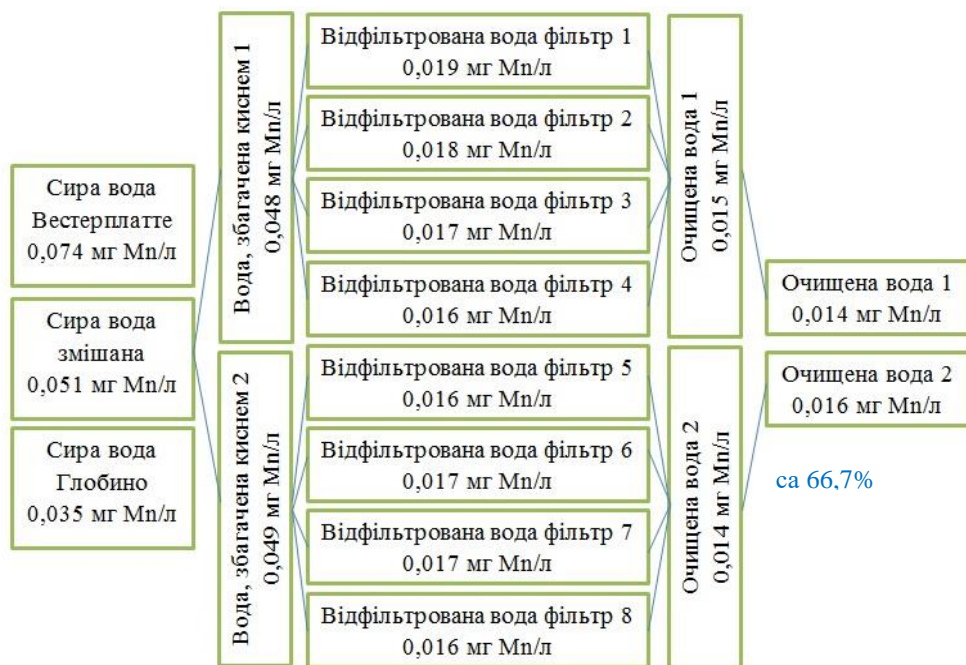 Сира вода
Вестерплатте
0,074 мг Mn/л
Сира вода
змішана
0,051 мг Mn/л
Сира вода
Глобино
0,035 мг Mn/л
Вода, збагачена киснем 1
0,048 мг Mn/л
Вода, збагачена киснем 2
0,049 мг Mn/л
Відфільтрована вода фільтр 1
0,019 мг Mn/л
Відфільтрована вода фільтр 2
0,018 мг Mn/л
Відфільтрована вода фільтр 3
0,017 мг Mn/л
Відфільтрована вода фільтр 4
0,016 мг Mn/л
Відфільтрована вода фільтр 5
0,016 мг Mn/л
Відфільтрована вода фільтр 6
0,017 мг Mn/л
Відфільтрована вода фільтр 7
0,017 мг Mn/л
Відфільтрована вода фільтр 8
0,016 мг Mn/л
Очищена вода 1
0,015 мг Mn/л
Очищена вода 2
0,014 мг Mn/л
Очищена вода 1
0,014 мг Mn/л
Очищена вода 2
0,016 мг Mn/л
ca 66,7%